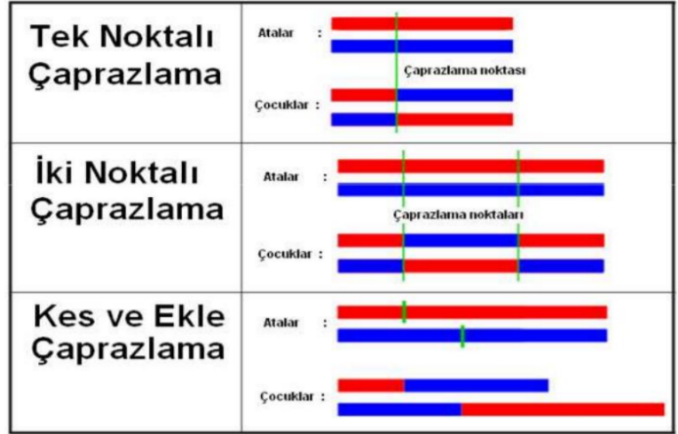 Tek Noktalı
Çaprazlama
Atalar :
Çaprazlama noktası
Çocuklar :
İki Noktalı
Çaprazlama
Atalar :
Çaprazlama noktaları
Çocuklar :
Kes ve Ekle
Çaprazlama
Atalar :
Çocuklar :